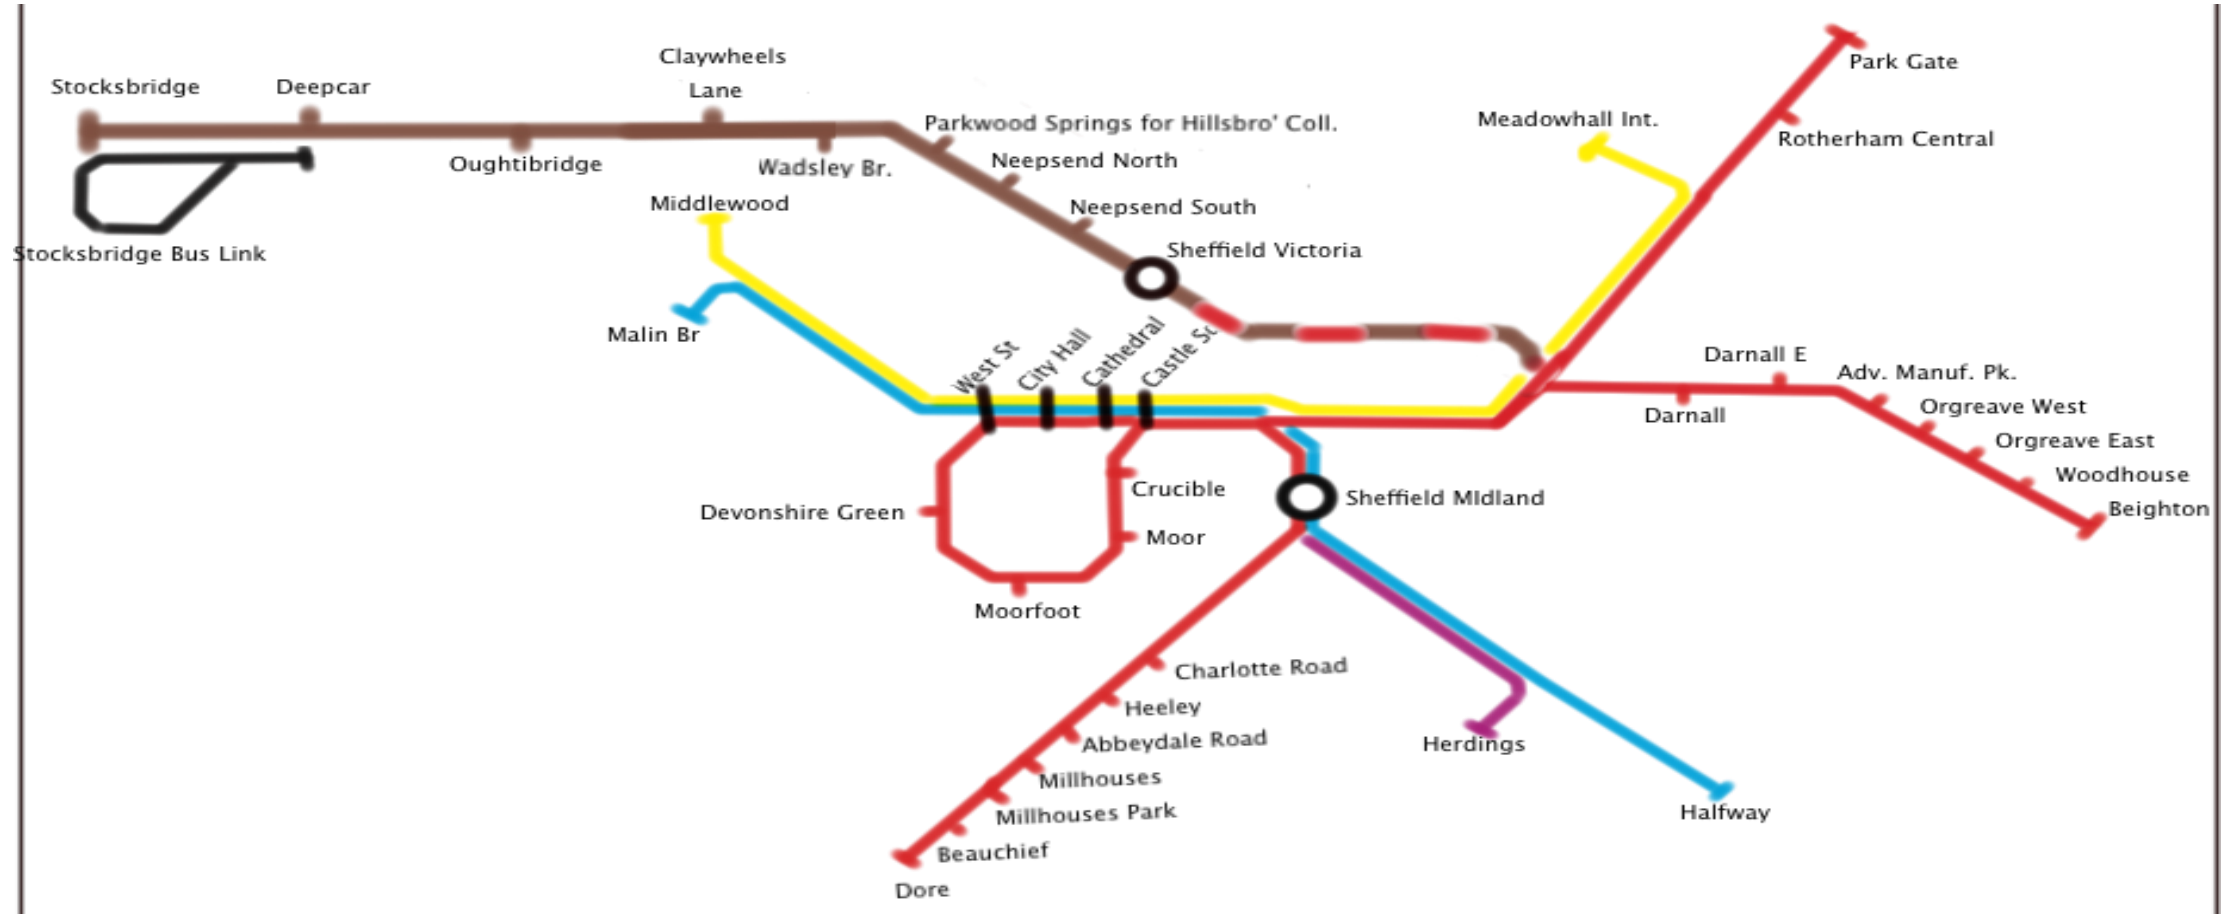 Stocksbridge
Deepcar
Claywheels
Lane
Oughtibridge
Wadsley Br.
Parkwood Springs for Hillsbro' Coll.
Neepsend North
Neepsend South
Sheffield Victoria
Stocksbridge Bus Link
Middlewood
Malin Br
West St
City Hall
Cathedral
Castle Sq
Meadowhall Int.
Park Gate
Rotherham Central
Darnall E
Darnall
Adv. Manuf. Pk.
Orgreave West
Orgreave East
Woodhouse
Beighton
Devonshire Green
Crucible
Moor
Moorfoot
Sheffield MIdland
Charlotte Road
Heeley
Abbeydale Road
Millhouses
Millhouses Park
Beauchief
Dore
Herdings
Halfway